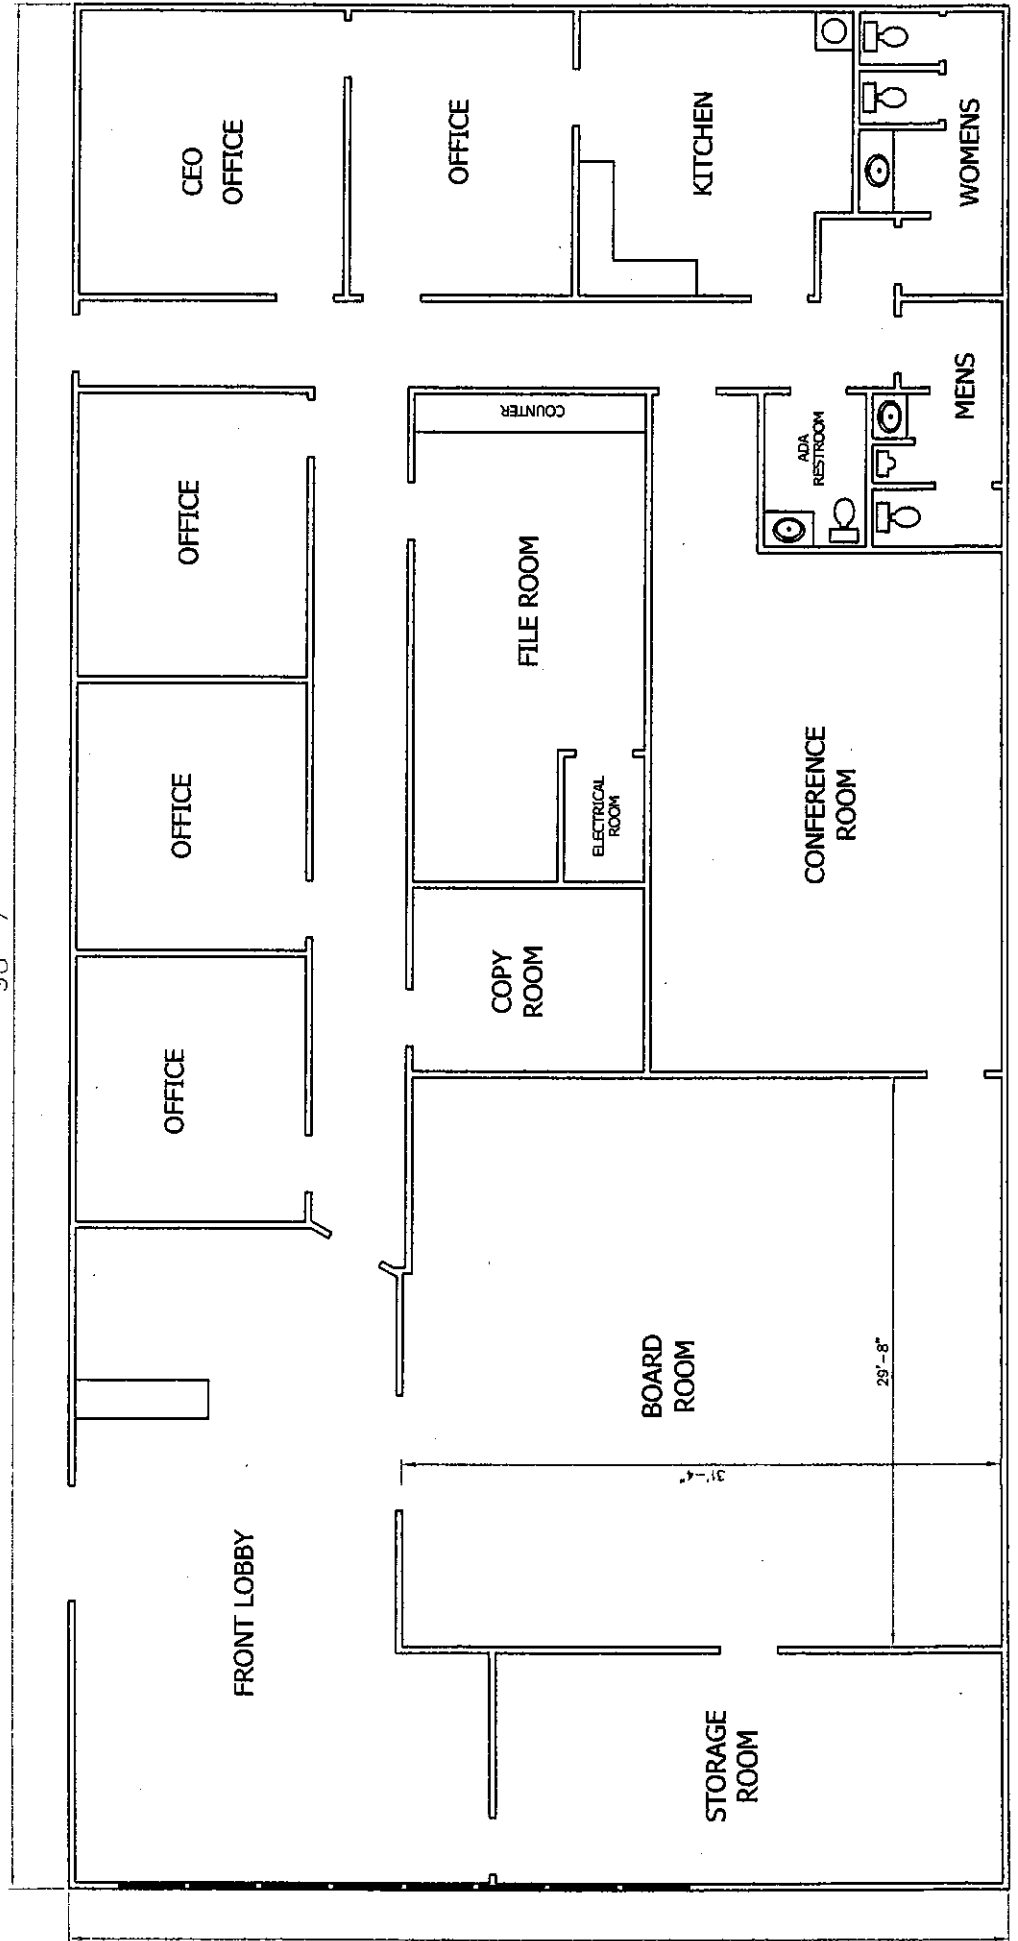 CEO
OFFICE
OFFICE
KITCHEN
WOMENS
MENS
OFFICE
COUNTER
ADA
RESTROOM
FILE ROOM
OFFICE
ELECTRICAL
ROOM
CONFERENCE
ROOM
COPY
ROOM
OFFICE
BOARD
ROOM
29'-8"
31'-4"
FRONT LOBBY
STORAGE
ROOM